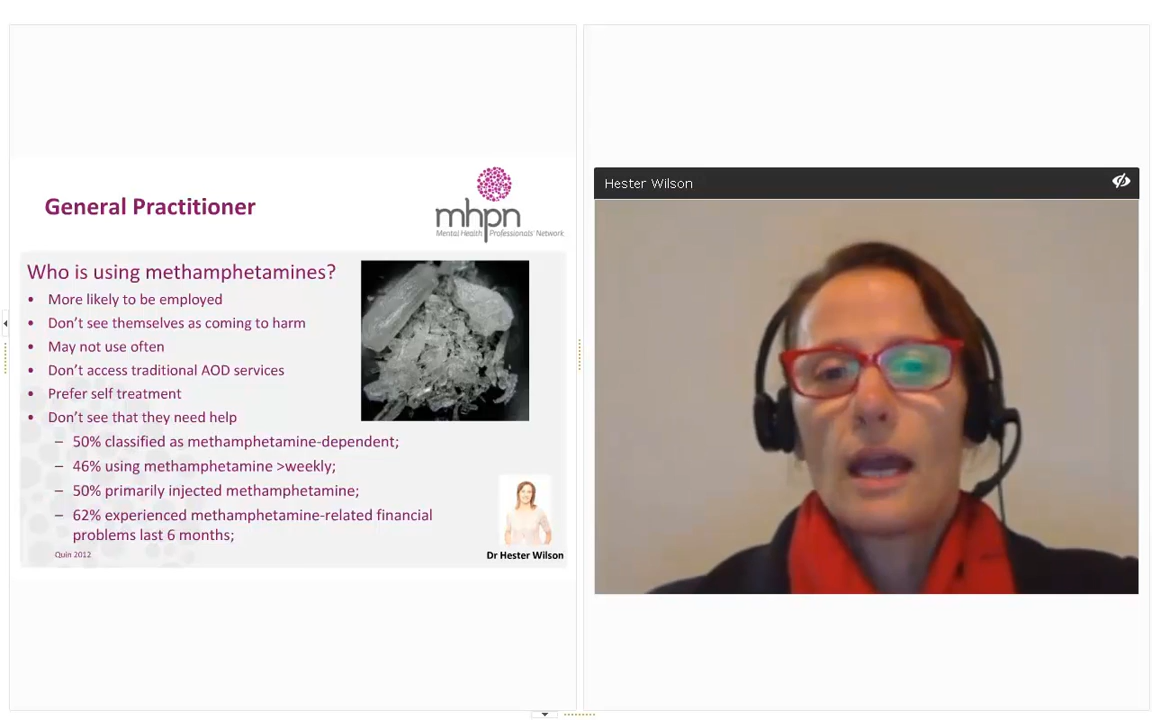 General Practitioner
mhpn
Mental Health Professionals' Network
Who is using methamphetamines?
• More likely to be employed
• Don't see themselves as coming to harm
• May not use often
• Don't access traditional AOD services
• Prefer self treatment
• Don't see that they need help
– 50% classified as methamphetamine-dependent;
– 46% using methamphetamine >weekly;
– 50% primarily injected methamphetamine;
– 62% experienced methamphetamine-related financial
problems last 6 months;
Quin 2012
Dr Hester Wilson
Hester Wilson